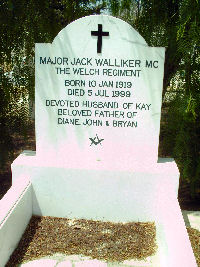 MAJOR JACK WALLIKER MC
THE WELCH REGIMENT
BORN 10 JAN 1919
DIED 5 JUL 1999
DEVOTED HUSBAND OF KAY
BELOVED FATHER OF
DIANE, JOHN & BRYAN